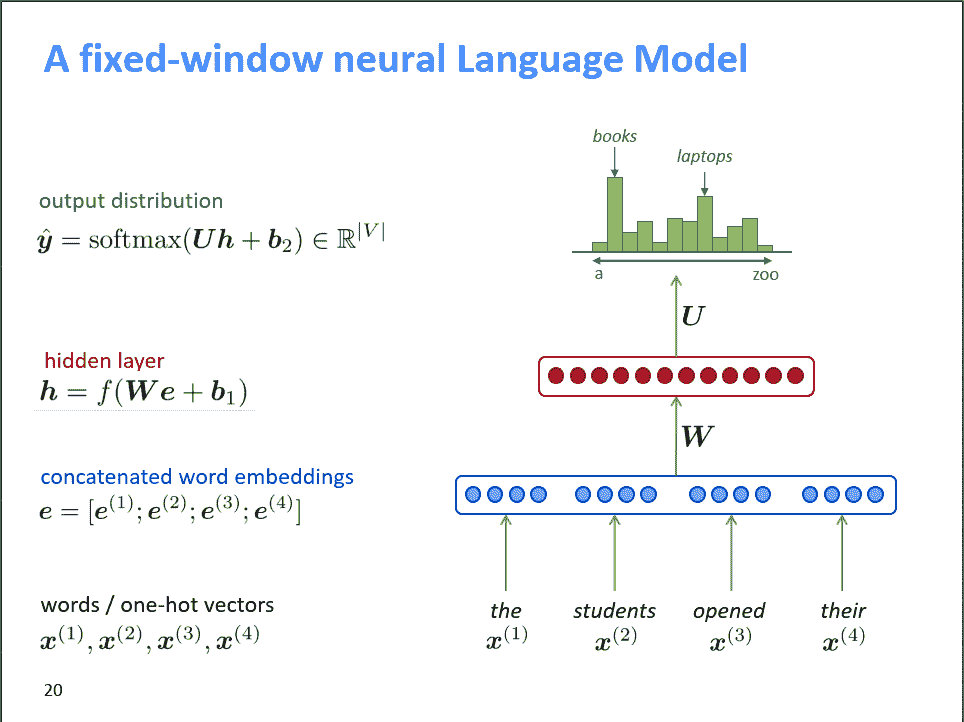 A fixed-window neural Language Model
books
laptops
output distribution
ŷ = softmax(Uh + b₂) ∈ ℝ^|V|
a zoo
U
hidden layer
h = f(We + b₁)
W
concatenated word embeddings
e = [e⁽¹⁾; e⁽²⁾; e⁽³⁾; e⁽⁴⁾]
words / one-hot vectors
x⁽¹⁾, x⁽²⁾, x⁽³⁾, x⁽⁴⁾
the students opened their
x⁽¹⁾ x⁽²⁾ x⁽³⁾ x⁽⁴⁾
20